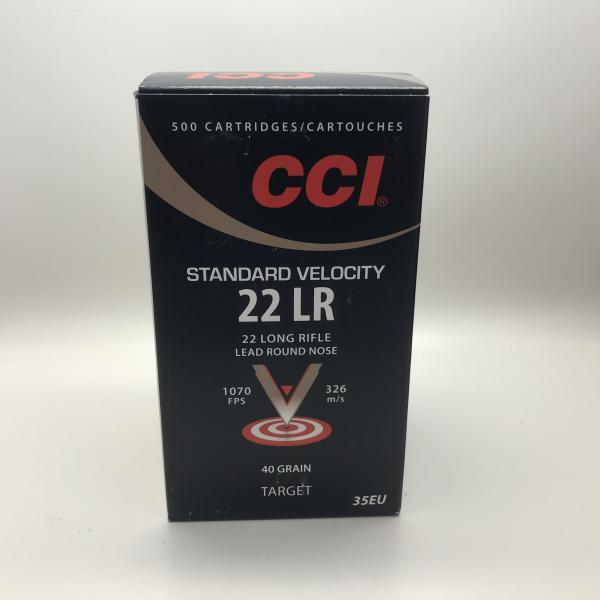 CCI
500 CARTRIDGES/CARTOUCHES
CCI®
STANDARD VELOCITY
22 LR
22 LONG RIFLE
LEAD ROUND NOSE
1070 FPS
326 m/s
40 GRAIN
TARGET
35EU